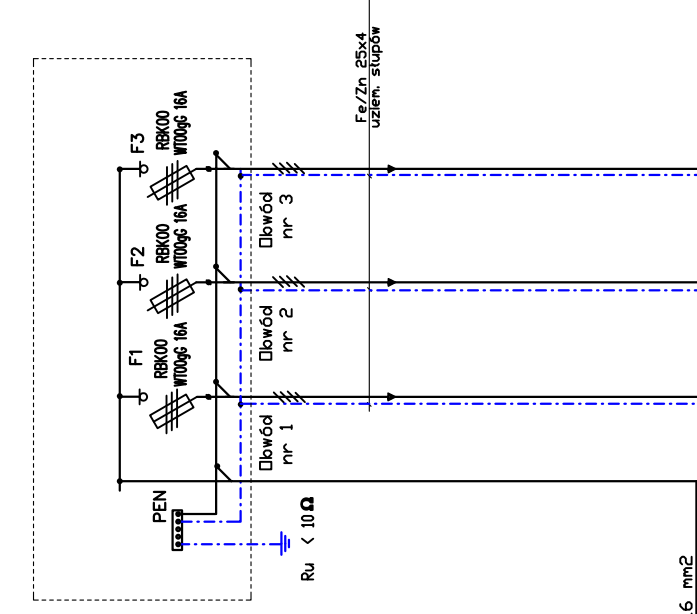 Fe/Zn 25x4
uziem. słupów
F3
RBK00
WT00gG 16A
Obwód
nr 3
F2
RBK00
WT00gG 16A
Obwód
nr 2
F1
RBK00
WT00gG 16A
Obwód
nr 1
PEN
Ru < 10 Ω
6 mm2